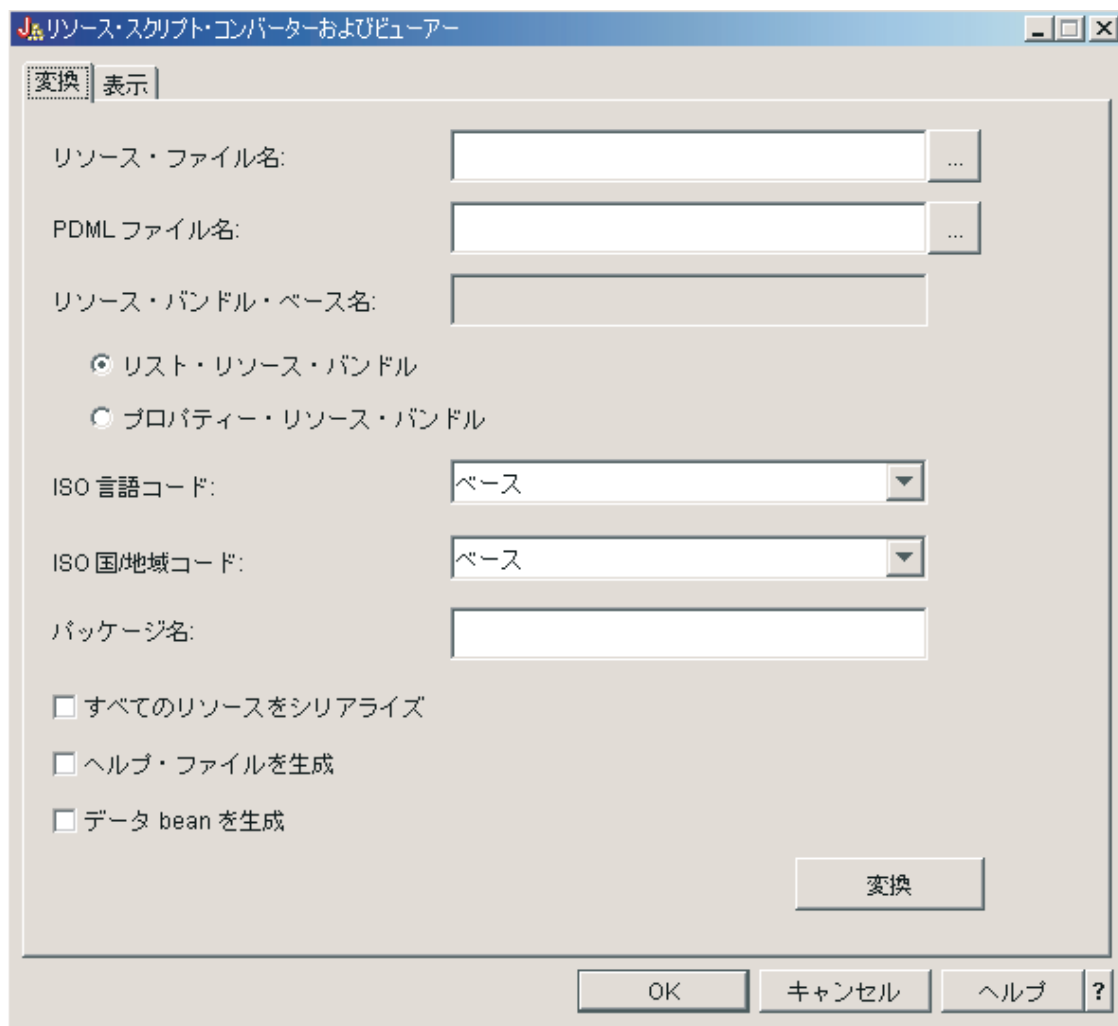 リソース・スクリプト・コンバーターおよびビューアー
変換 表示
リソース・ファイル名: ...
PDML ファイル名: ...
リソース・バンドル・ベース名:
リスト・リソース・バンドル
プロパティー・リソース・バンドル
ISO 言語コード: ベース
ISO 国/地域コード: ベース
パッケージ名:
すべてのリソースをシリアライズ
ヘルプ・ファイルを生成
データ bean を生成
変換
OK キャンセル ヘルプ ?